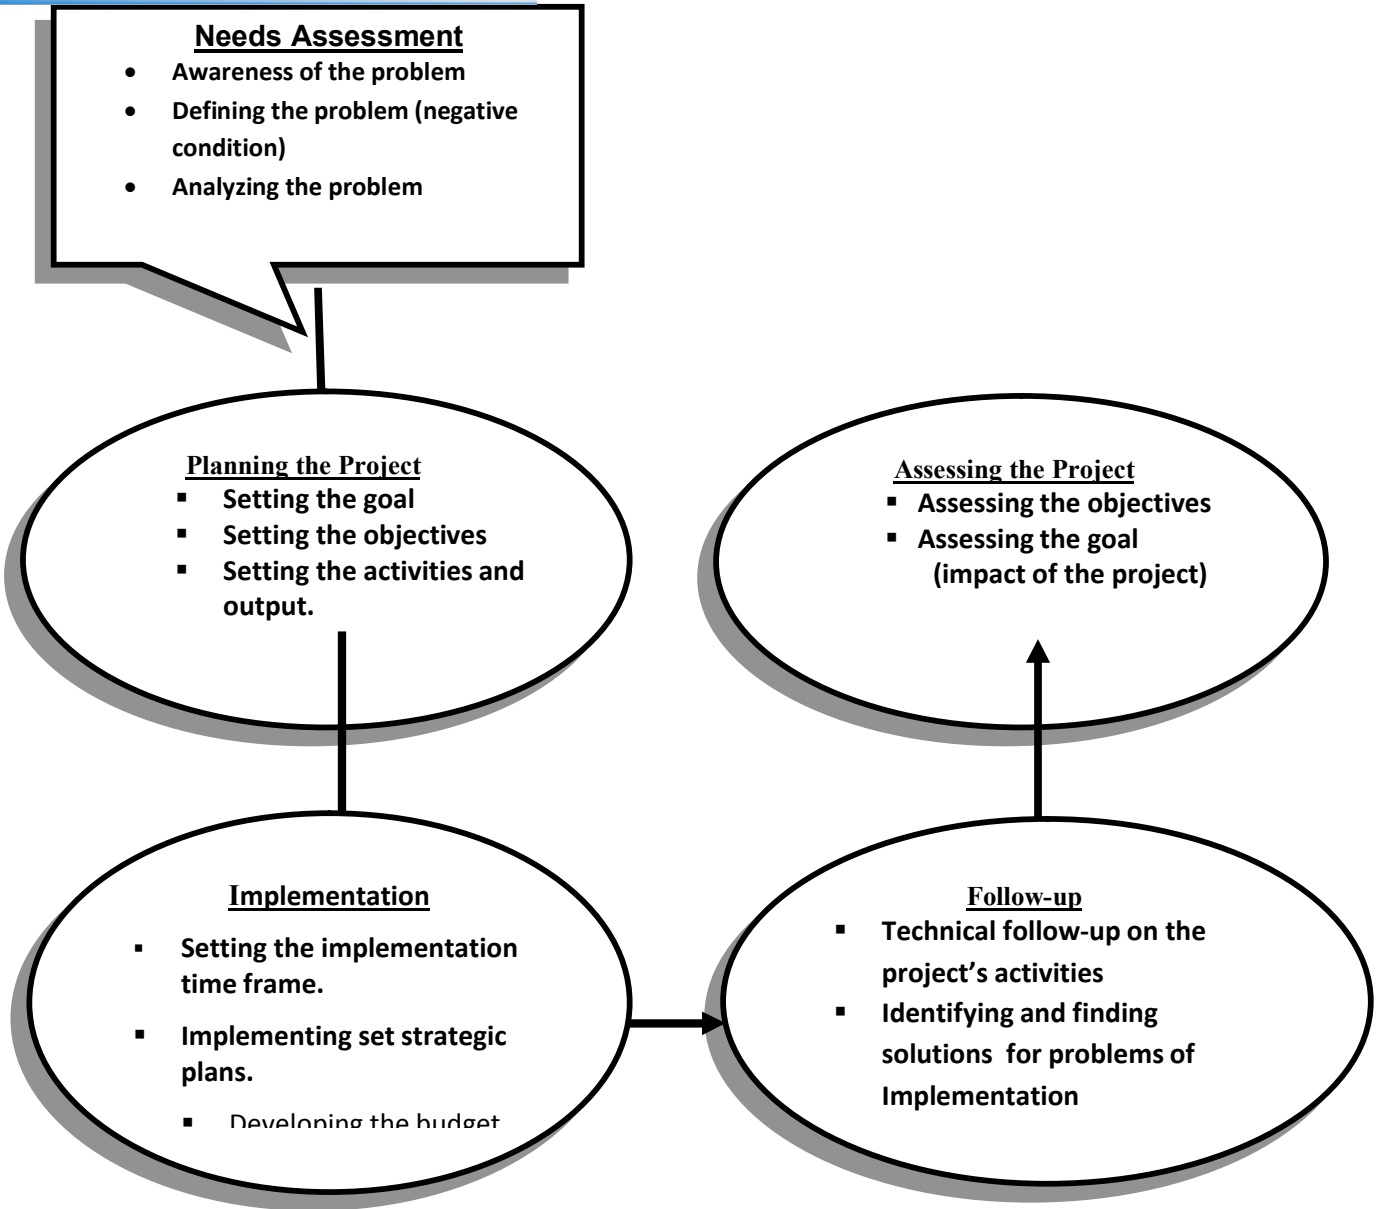 Needs Assessment
• Awareness of the problem
• Defining the problem (negative
condition)
• Analyzing the problem
Planning the Project
▪ Setting the goal
▪ Setting the objectives
▪ Setting the activities and
output.
Implementation
▪ Setting the implementation
time frame.
▪ Implementing set strategic
plans.
▪ Developing the budget
Follow-up
▪ Technical follow-up on the
project’s activities
▪ Identifying and finding
solutions for problems of
Implementation
Assessing the Project
▪ Assessing the objectives
▪ Assessing the goal
(impact of the project)